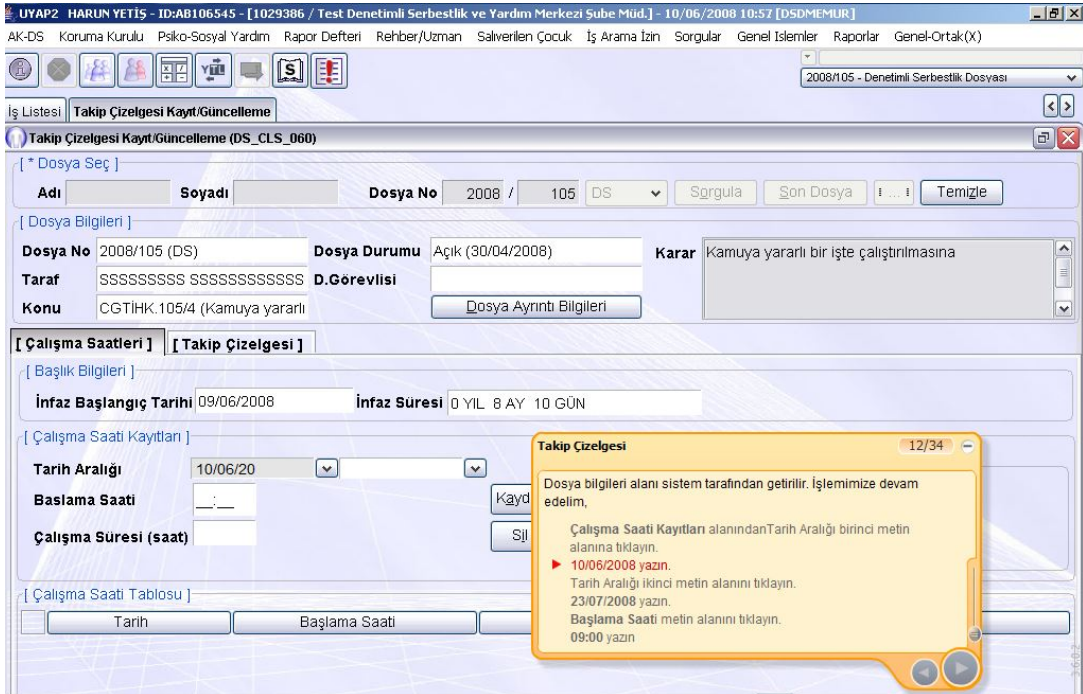 UYAP2 HARUN YETİŞ - ID:AB106545 - [1029386 / Test Denetimli Serbestlik ve Yardım Merkezi Şube Müd.] - 10/06/2008 10:57 [DSDMEMUR]
AK-DS Koruma Kurulu Psiko-Sosyal Yardım Rapor Defteri Rehber/Uzman Salıverilen Çocuk İş Arama İzin Sorgular Genel Islemler Raporlar Genel-Ortak(X)
2008/105 - Denetimli Serbestlik Dosyası
İş Listesi Takip Çizelgesi Kayıt/Güncelleme
Takip Çizelgesi Kayıt/Güncelleme (DS_CLS_060)
[ * Dosya Seç ]
Adı Soyadı Dosya No 2008 / 105 DS Sorgula Son Dosya ... Temizle
[ Dosya Bilgileri ]
Dosya No 2008/105 (DS) Dosya Durumu Açık (30/04/2008) Karar Kamuya yararlı bir işte çalıştırılmasına
Taraf SSSSSSSSS SSSSSSSSSSSS D.Görevlisi
Konu CGTİHK.105/4 (Kamuya yararlı Dosya Ayrıntı Bilgileri
[ Çalışma Saatleri ] [ Takip Çizelgesi ]
[ Başlık Bilgileri ]
İnfaz Başlangıç Tarihi 09/06/2008 İnfaz Süresi 0 YIL 8 AY 10 GÜN
[ Çalışma Saati Kayıtları ]
Tarih Aralığı 10/06/20
Baslama Saati __:__ Kayd
Çalışma Süresi (saat) Sil
[ Çalışma Saati Tablosu ]
Tarih Başlama Saati
Takip Çizelgesi 12/34
Dosya bilgileri alanı sistem tarafından getirilir. İşlemimize devam
edelim,
Çalışma Saati Kayıtları alanındanTarih Aralığı birinci metin
alanına tıklayın.
10/06/2008 yazın.
Tarih Aralığı ikinci metin alanını tıklayın.
23/07/2008 yazın.
Başlama Saati metin alanını tıklayın.
09:00 yazın